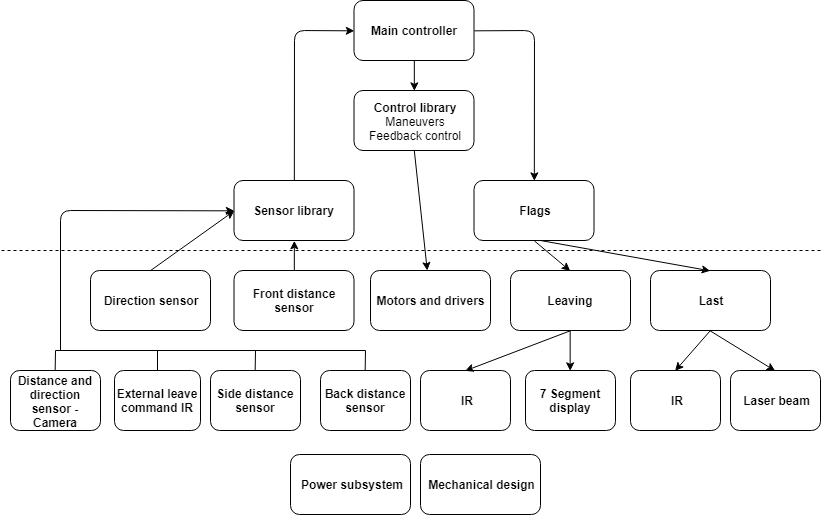 Main controller
Control library
Maneuvers
Feedback control
Sensor library
Flags
Direction sensor
Front distance
sensor
Motors and drivers
Leaving
Last
Distance and
direction
sensor -
Camera
External leave
command IR
Side distance
sensor
Back distance
sensor
IR
7 Segment
display
IR
Laser beam
Power subsystem
Mechanical design